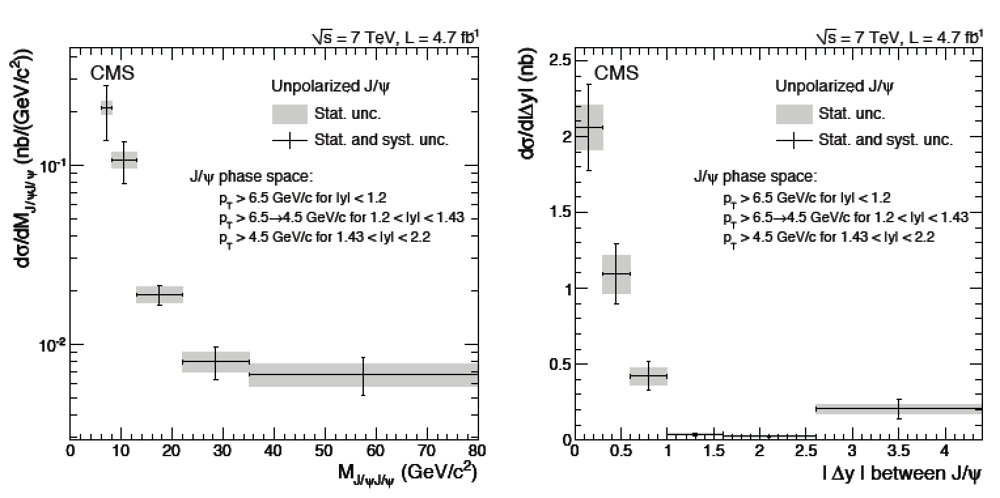 √s = 7 TeV, L = 4.7 fb⁻¹
CMS
Unpolarized J/ψ
Stat. unc.
Stat. and syst. unc.
J/ψ phase space:
p_T > 6.5 GeV/c for |y| < 1.2
p_T > 6.5→4.5 GeV/c for 1.2 < |y| < 1.43
p_T > 4.5 GeV/c for 1.43 < |y| < 2.2
dσ/dM_J/ψJ/ψ (nb/(GeV/c²))
10⁻¹
10⁻²
0 10 20 30 40 50 60 70 80
M_J/ψJ/ψ (GeV/c²)
√s = 7 TeV, L = 4.7 fb⁻¹
CMS
Unpolarized J/ψ
Stat. unc.
Stat. and syst. unc.
J/ψ phase space:
p_T > 6.5 GeV/c for |y| < 1.2
p_T > 6.5→4.5 GeV/c for 1.2 < |y| < 1.43
p_T > 4.5 GeV/c for 1.43 < |y| < 2.2
dσ/d|Δy| (nb)
2.5
2
1.5
1
0.5
0
0 0.5 1 1.5 2 2.5 3 3.5 4
| Δy | between J/ψ